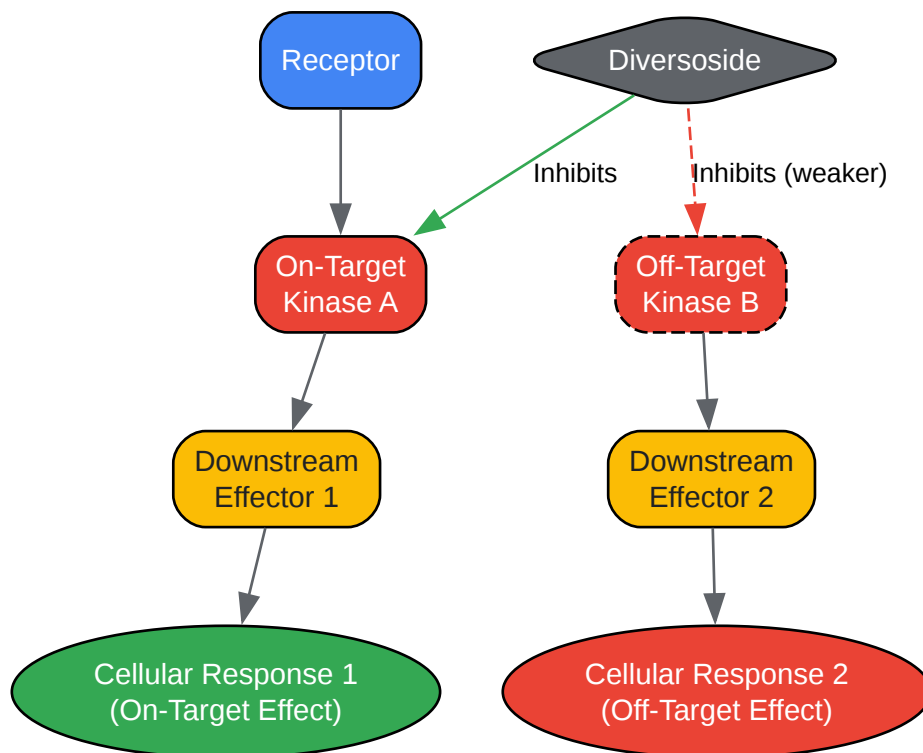 Receptor
Diversoside
Inhibits
Inhibits (weaker)
On-Target
Kinase A
Off-Target
Kinase B
Downstream
Effector 1
Downstream
Effector 2
Cellular Response 1
(On-Target Effect)
Cellular Response 2
(Off-Target Effect)